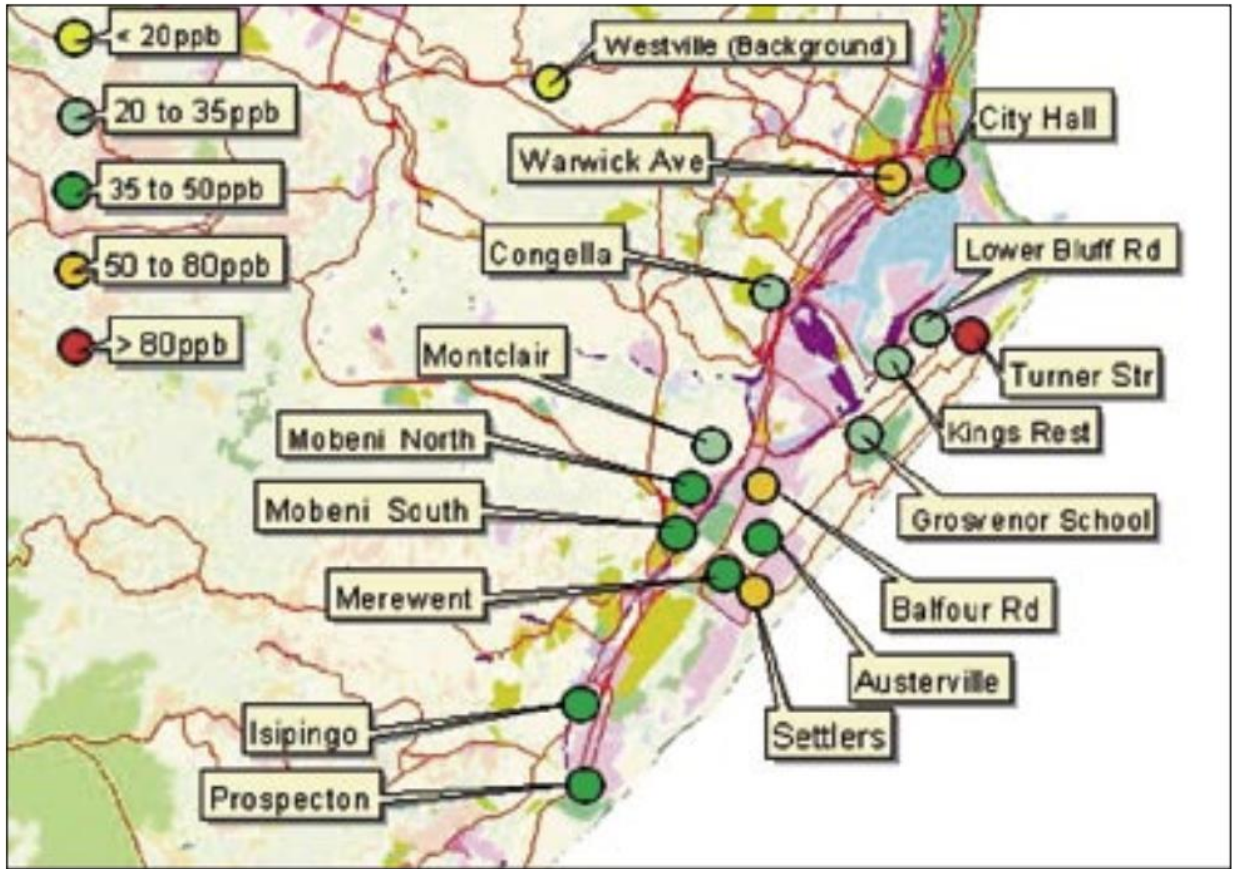 < 20ppb
20 to 35ppb
35 to 50ppb
50 to 80ppb
> 80ppb
Westville (Background)
City Hall
Warwick Ave
Congella
Lower Bluff Rd
Montclair
Turner Str
Mobeni North
Kings Rest
Mobeni South
Grosvenor School
Merewent
Balfour Rd
Austerville
Isipingo
Settlers
Prospecton